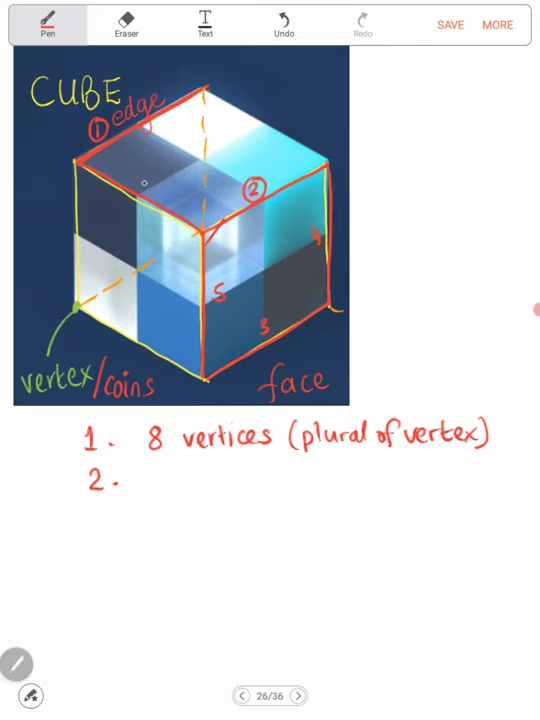 Pen Eraser Text Undo Redo SAVE MORE
CUBE
① edge
②
4
5
3
vertex/coins face
1. 8 vertices (plural of vertex)
2.
26/36